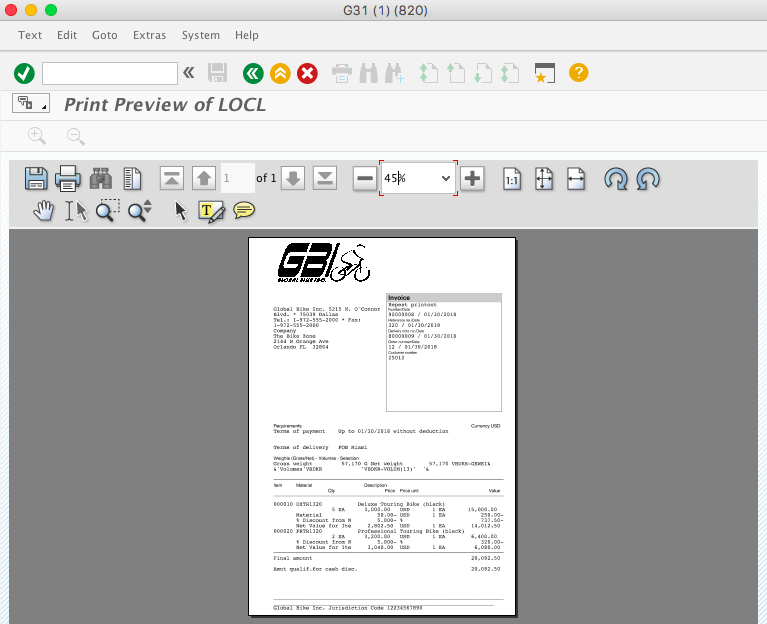 G31 (1) (820)
Text Edit Goto Extras System Help
Print Preview of LOCL
1 of 1 45% 1:1
T
GBI
GLOBAL BIKE INC.
Global Bike Inc. 5215 N. O'Connor
Blvd. * 75039 Dallas
Tel.: 1-972-555-2000 * Fax:
1-972-555-2000
Company
The Bike Zone
2144 N Orange Ave
Orlando FL 32804
Invoice
Repeat printout
Number/Date
90000008 / 01/30/2018
Reference no./Date
320 / 01/30/2018
Delivery note no./Date
80000009 / 01/30/2018
Order number/Date
12 / 01/30/2018
Customer number
25012
Requirements Currency USD
Terms of payment Up to 01/30/2018 without deduction
Terms of delivery FOB Miami
Weights (Gross/Net) - Volumes - Selection
Gross weight 57,170 G Net weight 57,170 VBDKR-GEWEI&
&'Volumes'VBDKR 'VBDKR-VOLUM(13)' '&
Item Material Description
Qty Price Price unit Value
000010 DXTR1320 Deluxe Touring Bike (black)
5 EA 3,000.00 USD 1 EA 15,000.00
Material 50.00- USD 1 EA 250.00-
% Discount from N 5.000- % 737.50-
Net Value for Ite 2,802.50 USD 1 EA 14,012.50
000020 PRTR1320 Professional Touring Bike (black)
2 EA 3,200.00 USD 1 EA 6,400.00
% Discount from N 5.000- % 320.00-
Net Value for Ite 3,040.00 USD 1 EA 6,080.00
Final amount 20,092.50
Amnt qualif.for cash disc. 20,092.50
Global Bike Inc. Jurisdiction Code 12234567890